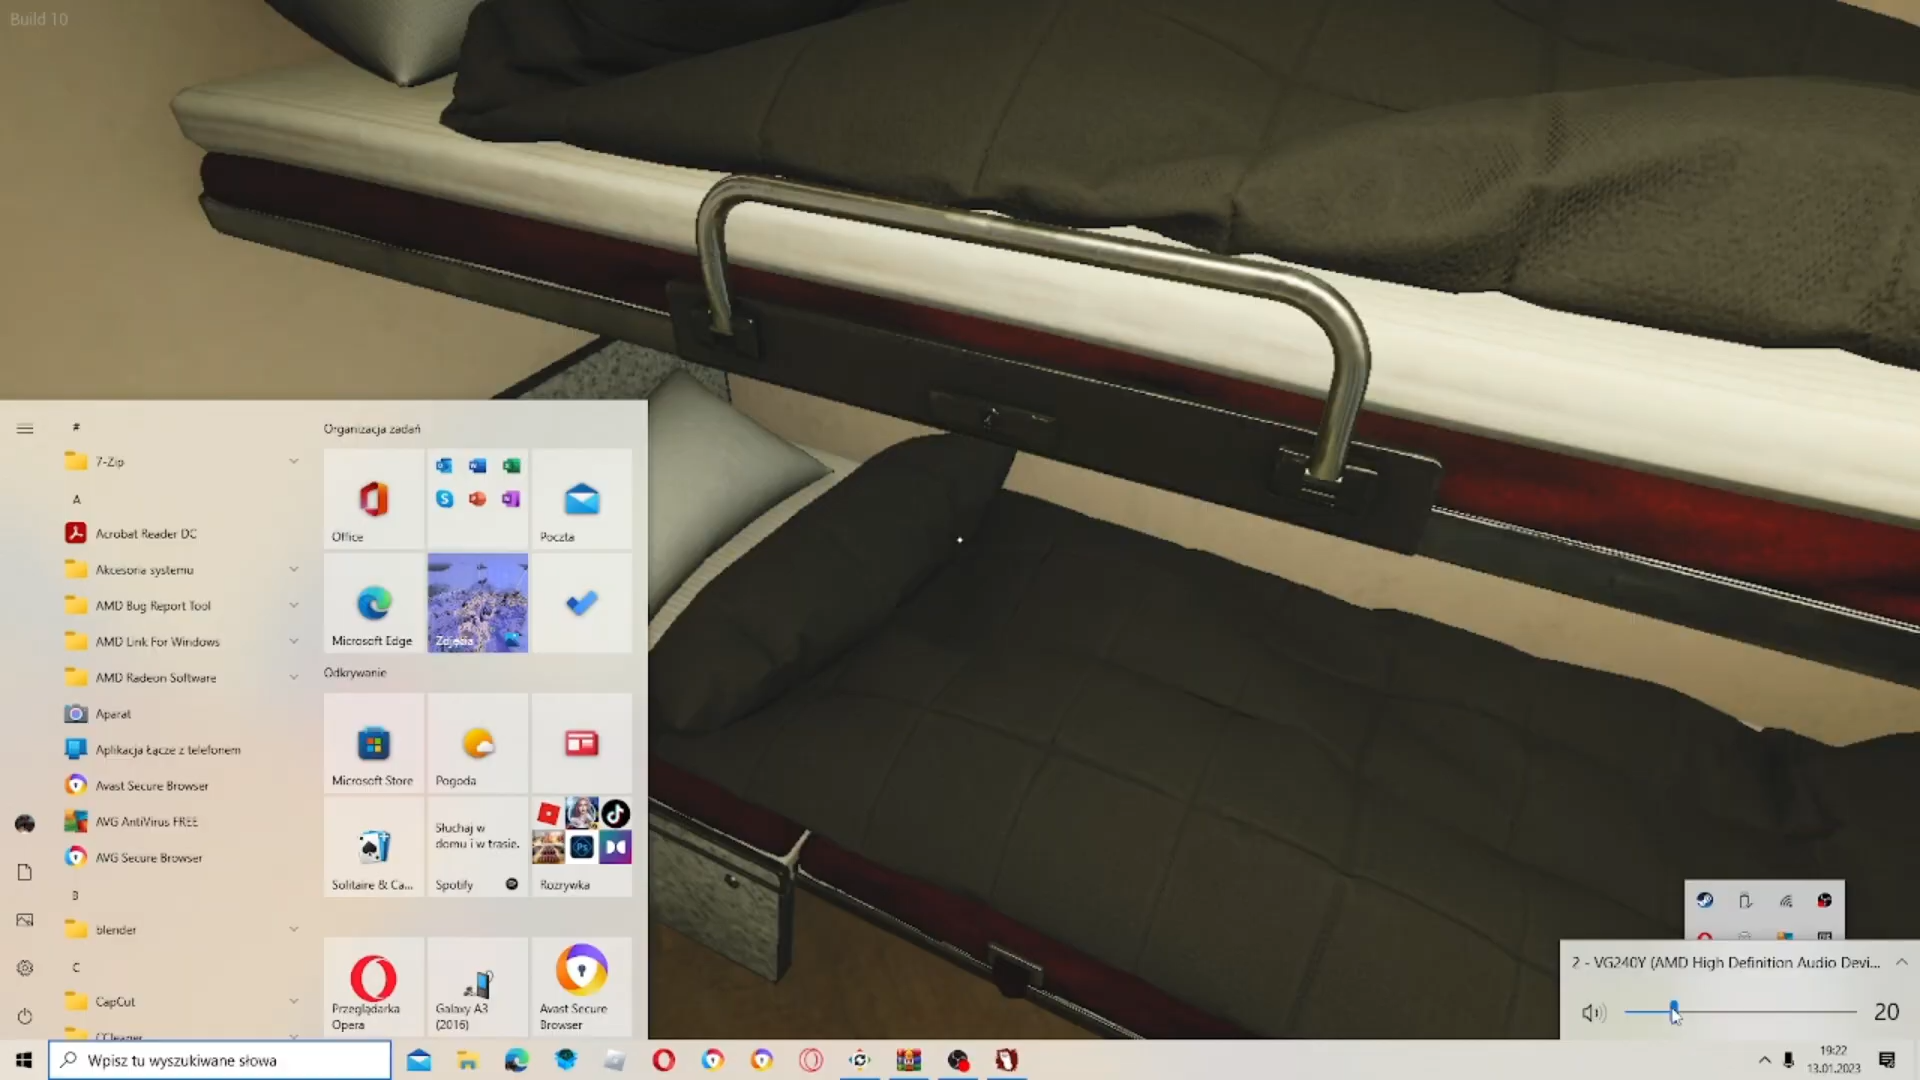 Build 10
#
7-Zip
A
Acrobat Reader DC
Akcesoria systemu
AMD Bug Report Tool
AMD Link For Windows
AMD Radeon Software
Aparat
Aplikacja Łącze z telefonem
Avast Secure Browser
AVG AntiVirus FREE
AVG Secure Browser
B
blender
C
CapCut
CCleaner
Organizacja zadań
Office
Poczta
Microsoft Edge
Zdjęcia
Odkrywanie
Microsoft Store
Pogoda
Solitaire & Ca...
Słuchaj w
domu i w trasie.
Spotify
Rozrywka
Przeglądarka
Opera
Galaxy A3
(2016)
Avast Secure
Browser
2 - VG240Y (AMD High Definition Audio Devi...
20
Wpisz tu wyszukiwane słowa
19:22
13.01.2023